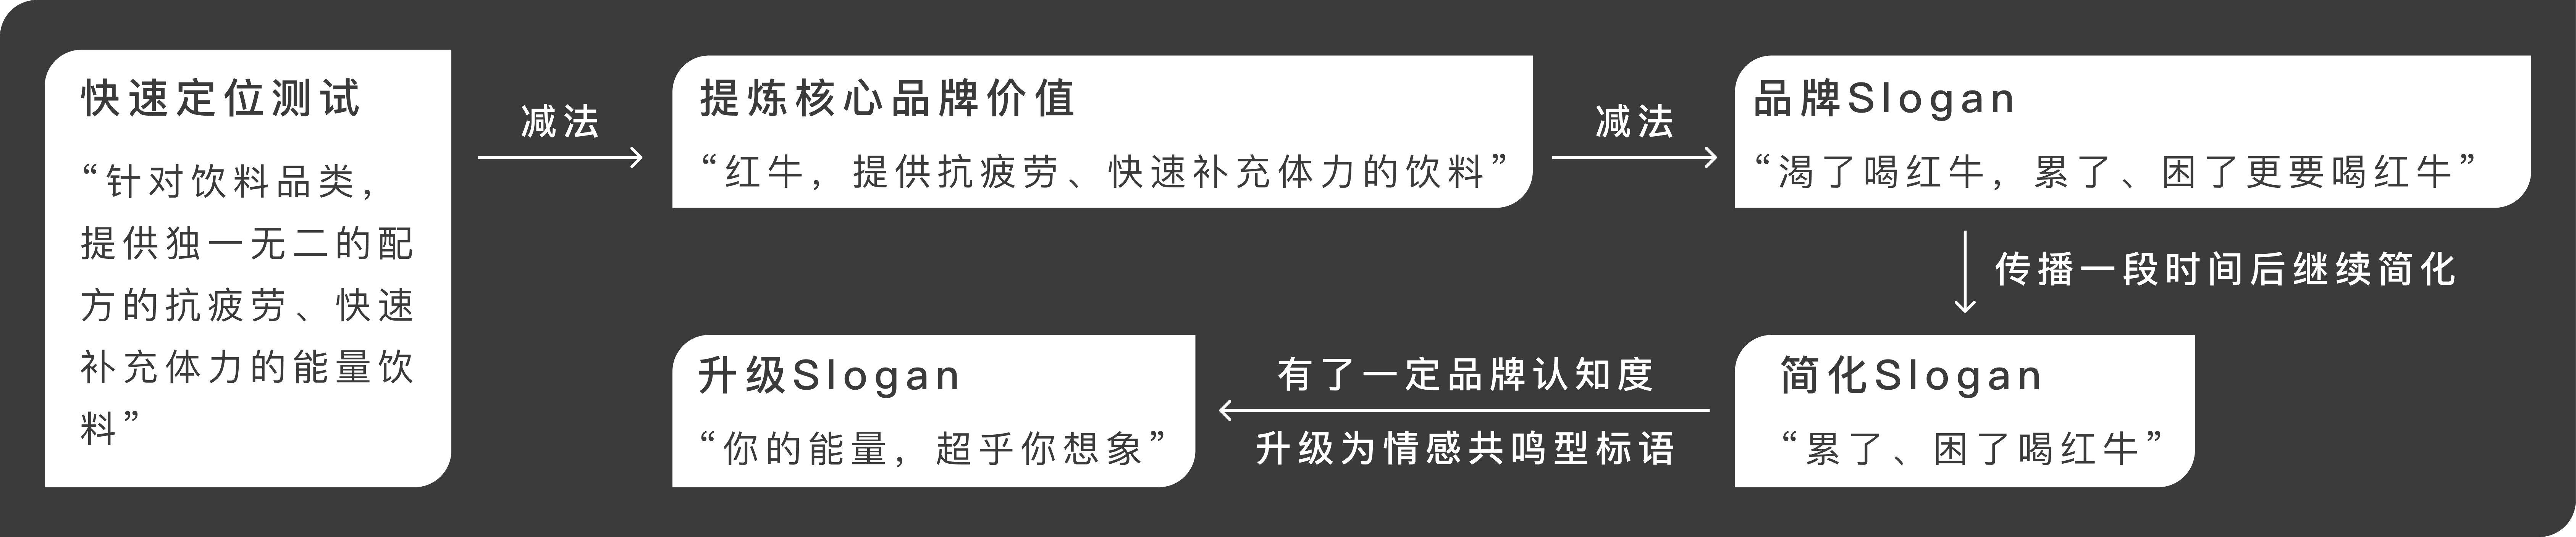 快速定位测试
“针对饮料品类，
提供独一无二的配
方的抗疲劳、快速
补充体力的能量饮
料”
减法
提炼核心品牌价值
“红牛，提供抗疲劳、快速补充体力的饮料”
减法
品牌Slogan
“渴了喝红牛，累了、困了更要喝红牛”
传播一段时间后继续简化
简化Slogan
“累了、困了喝红牛”
有了一定品牌认知度
升级为情感共鸣型标语
升级Slogan
“你的能量，超乎你想象”